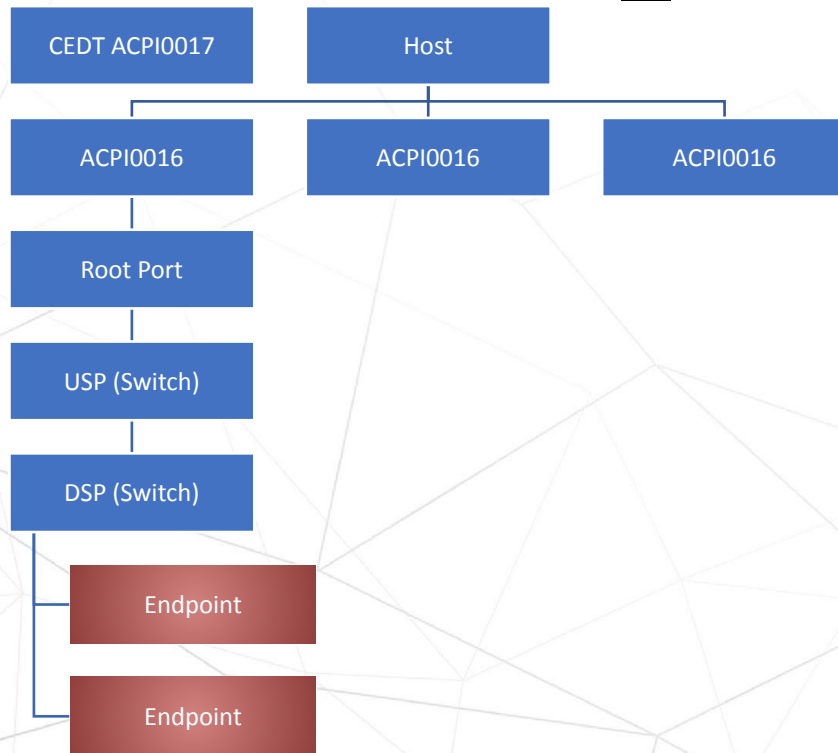 CEDT ACPI0017
Host
ACPI0016
ACPI0016
ACPI0016
Root Port
USP (Switch)
DSP (Switch)
Endpoint
Endpoint